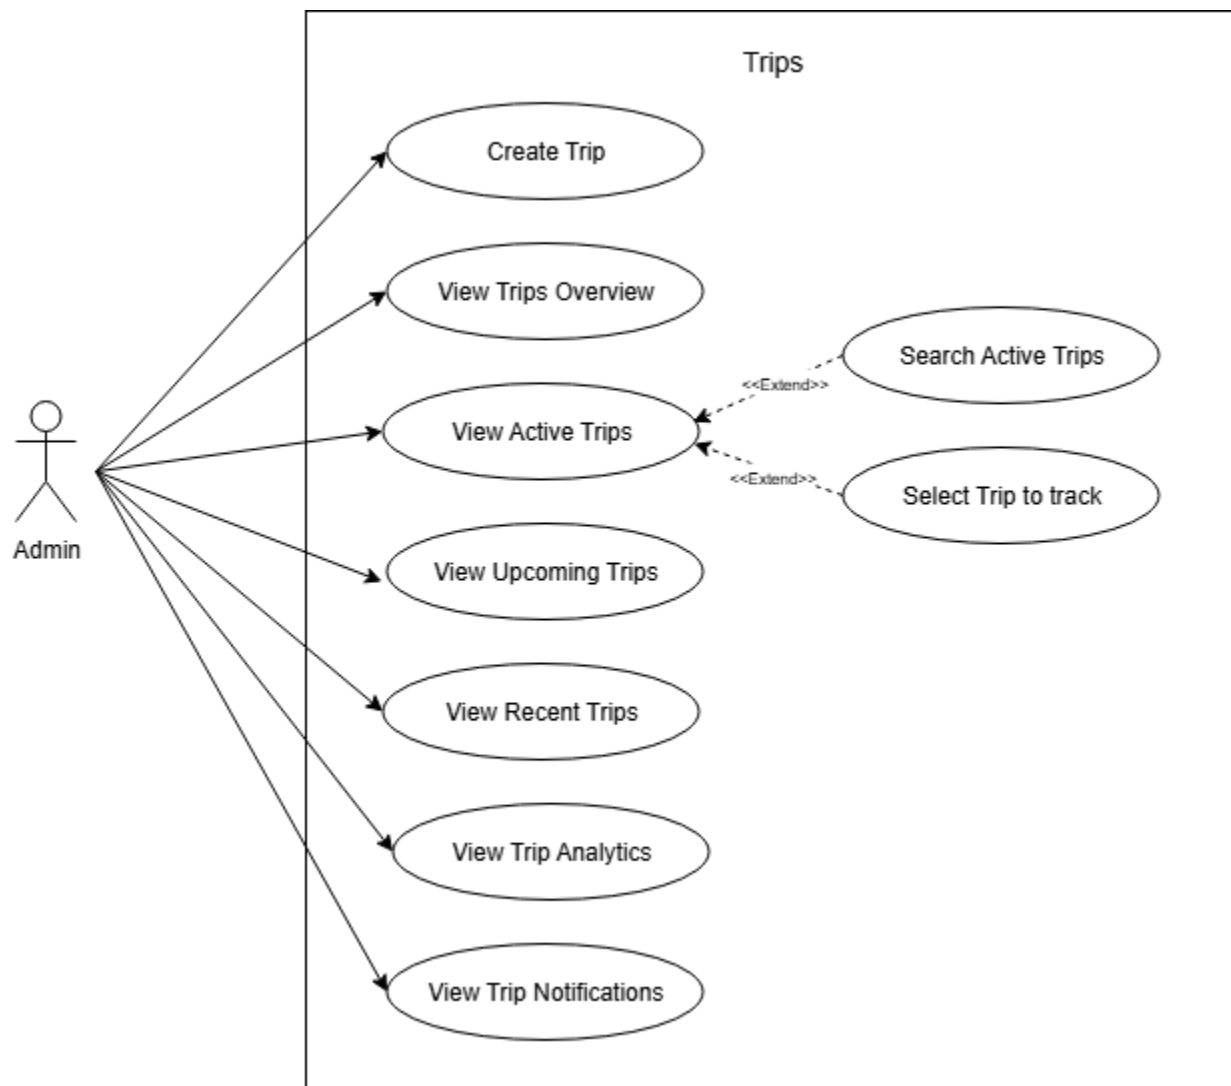 Trips
Create Trip
View Trips Overview
Search Active Trips
<<Extend>>
View Active Trips
<<Extend>>
Select Trip to track
Admin
View Upcoming Trips
View Recent Trips
View Trip Analytics
View Trip Notifications